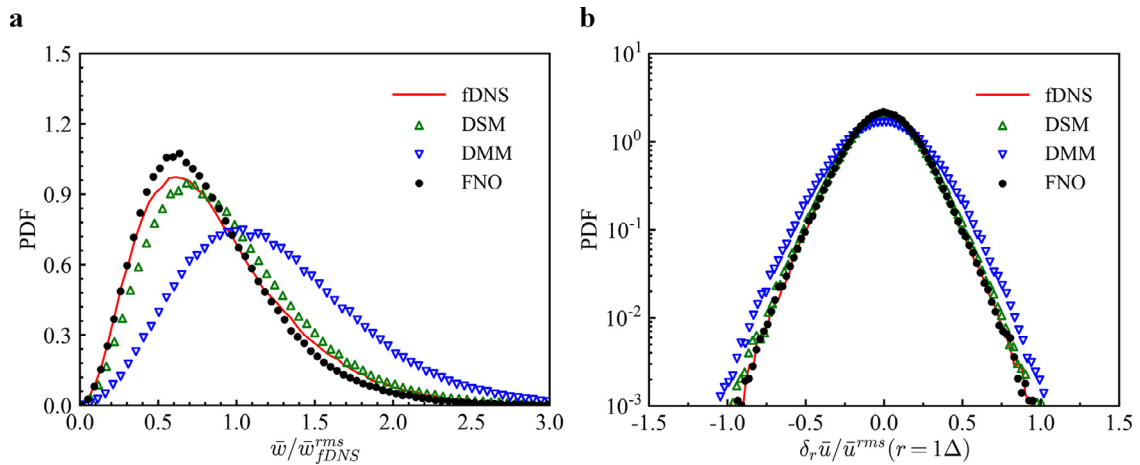 a
1.5
1.2
0.9
0.6
0.3
0.0
PDF
fDNS
DSM
DMM
FNO
0.0 0.5 1.0 1.5 2.0 2.5 3.0
w̄/w̄_{fDNS}^{rms}
b
10^1
10^0
10^{-1}
10^{-2}
10^{-3}
PDF
fDNS
DSM
DMM
FNO
-1.5 -1.0 -0.5 0.0 0.5 1.0 1.5
δ_r ū/ū^{rms}(r = 1Δ)